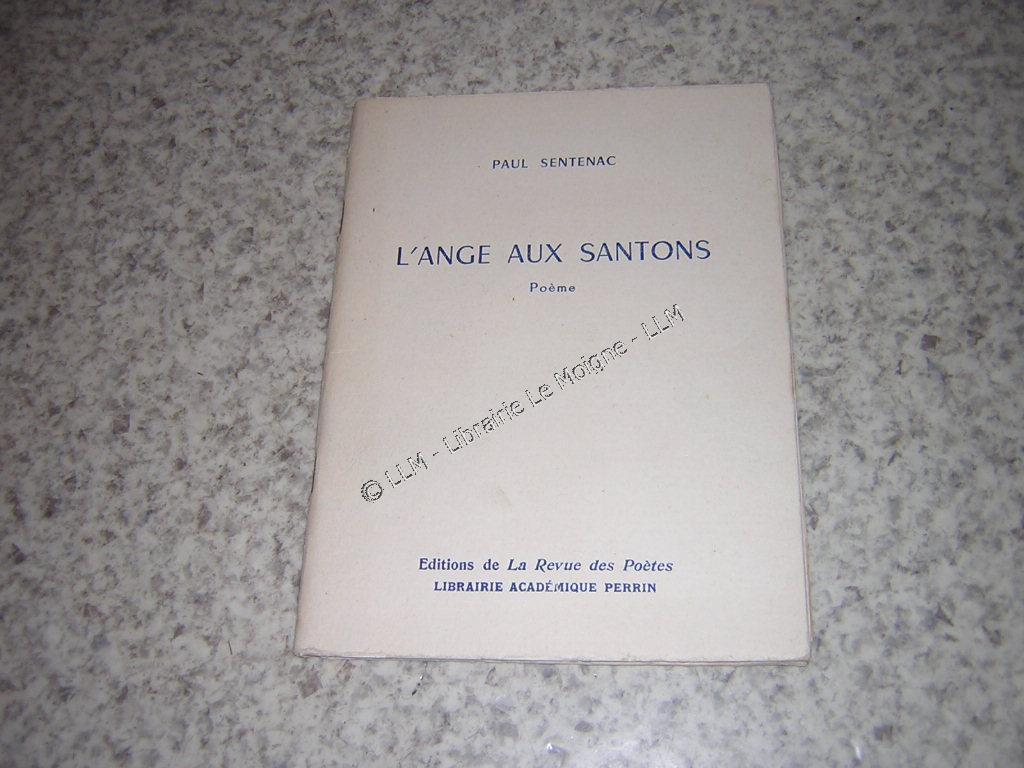 PAUL SENTENAC
L'ANGE AUX SANTONS
Poème
© LLM - Librairie Le Moigne - LLM
Editions de La Revue des Poètes
LIBRAIRIE ACADÉMIQUE PERRIN